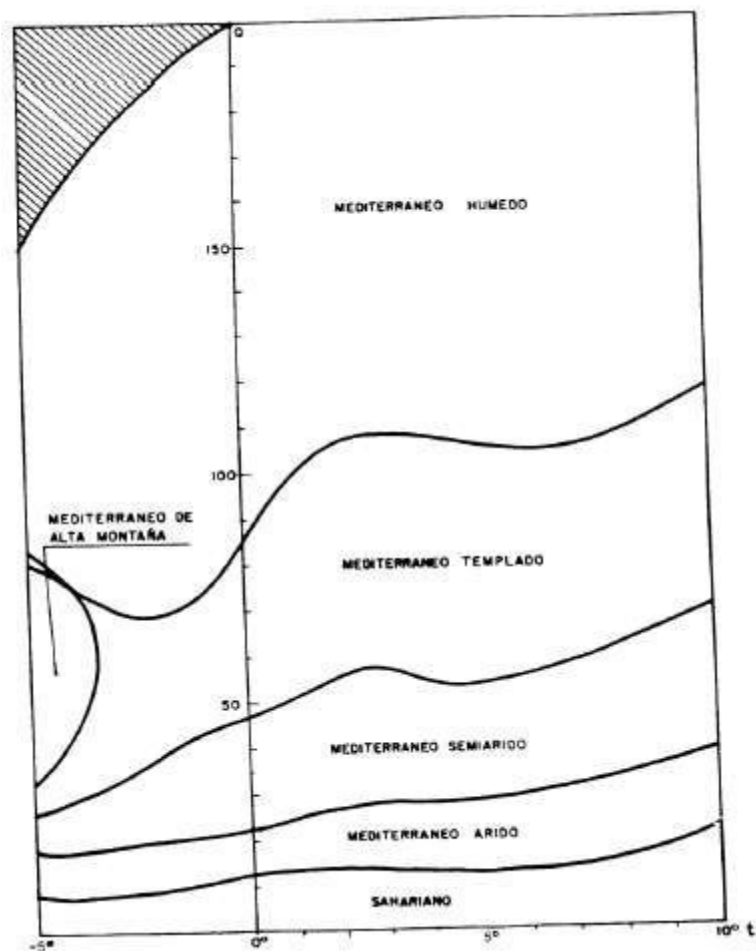 Q
MEDITERRANEO HUMEDO
150
100
MEDITERRANEO DE
ALTA MONTAÑA
MEDITERRANEO TEMPLADO
50
MEDITERRANEO SEMIARIDO
MEDITERRANEO ARIDO
SAHARIANO
-5° 0° 5° 10° t